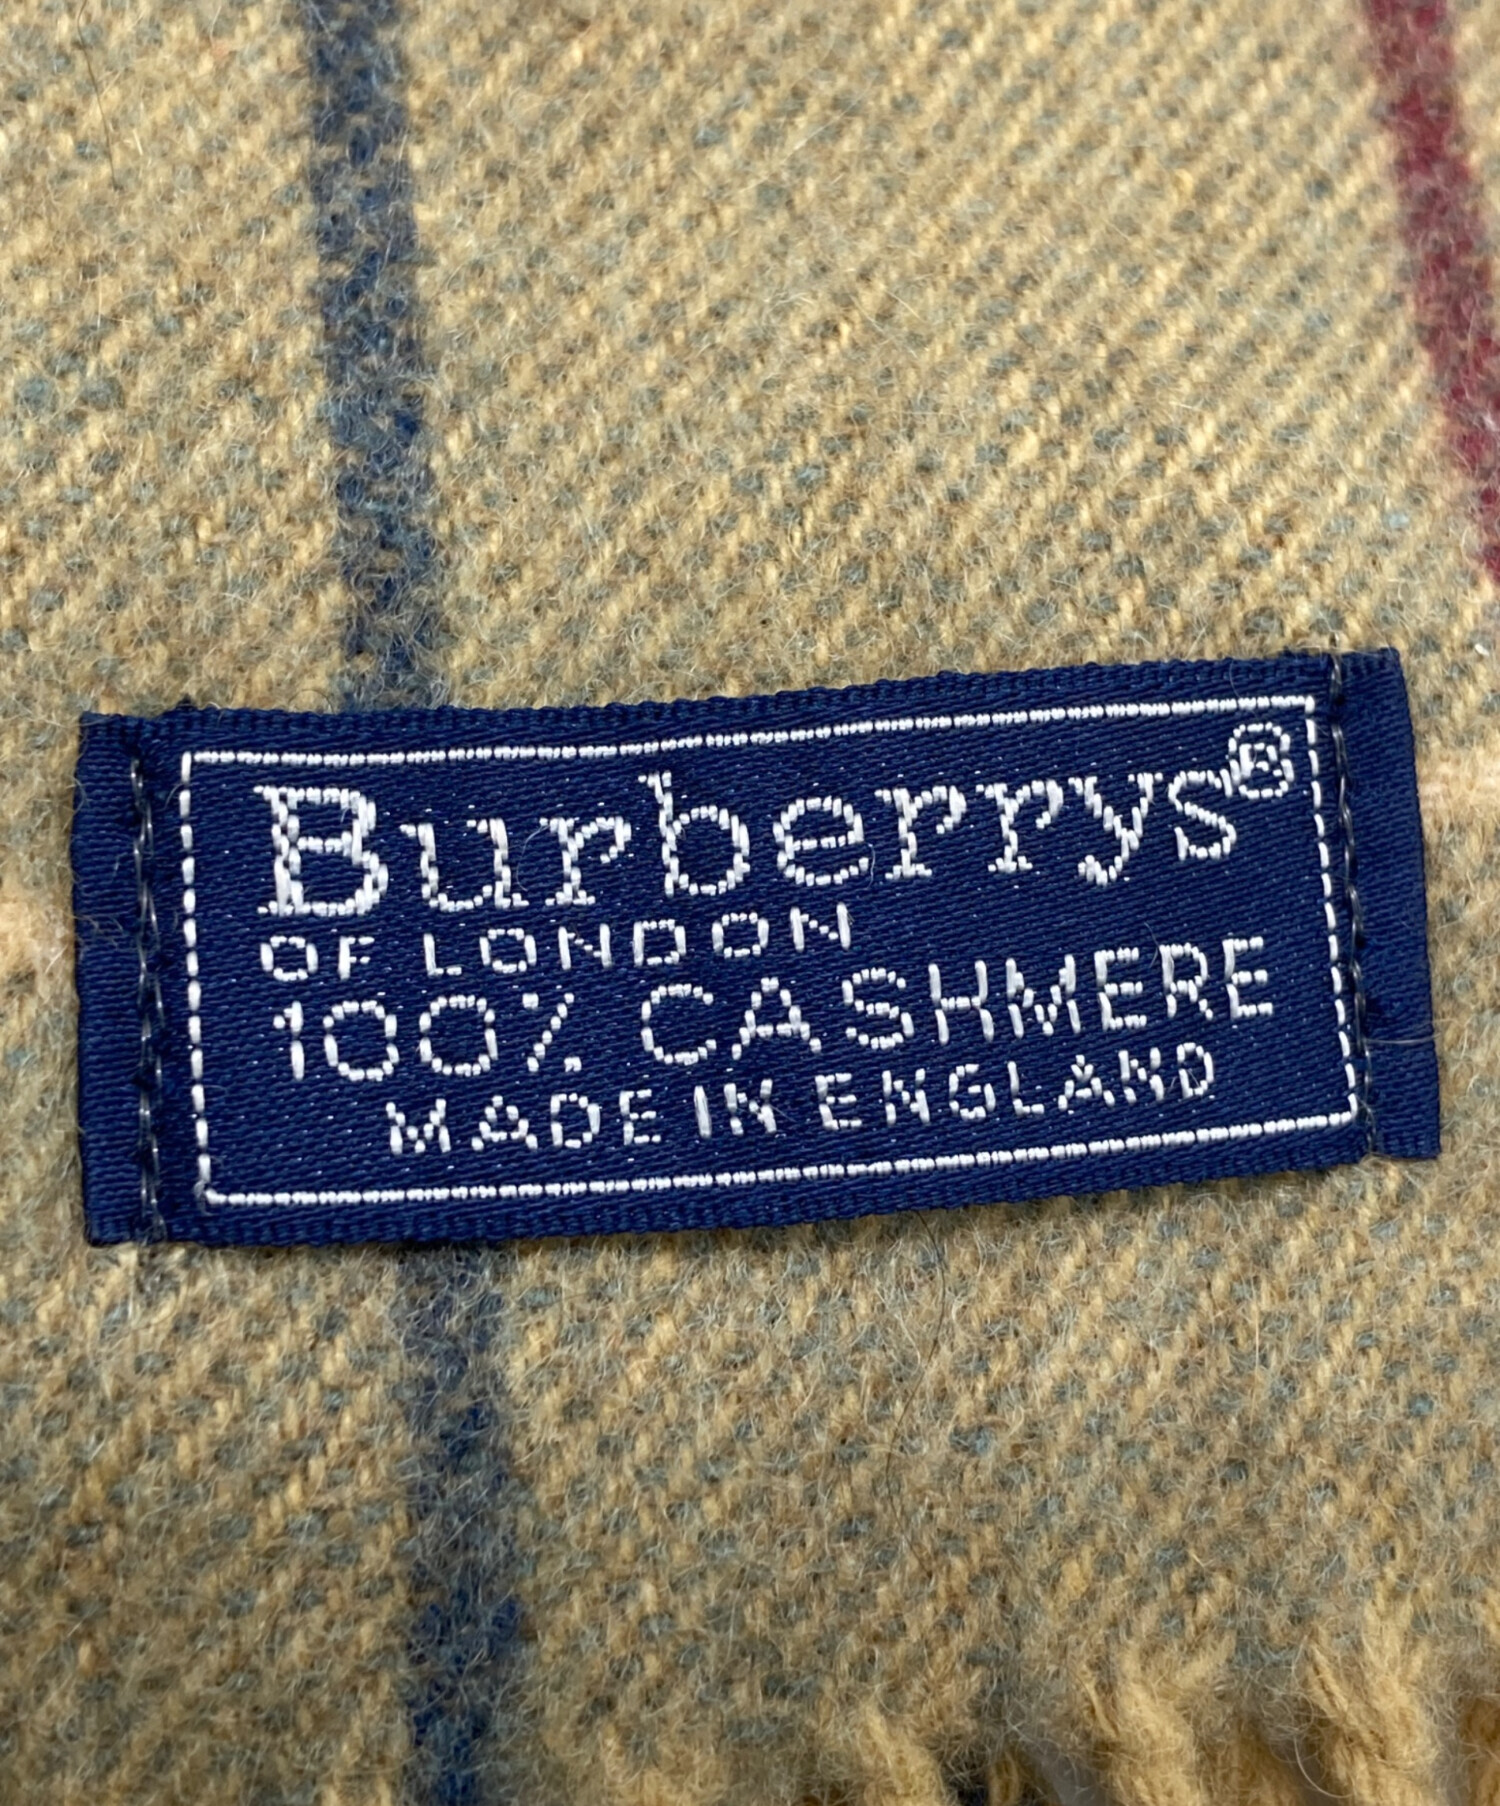 Burberrys®
OF LONDON
100% CASHMERE
MADE IN ENGLAND